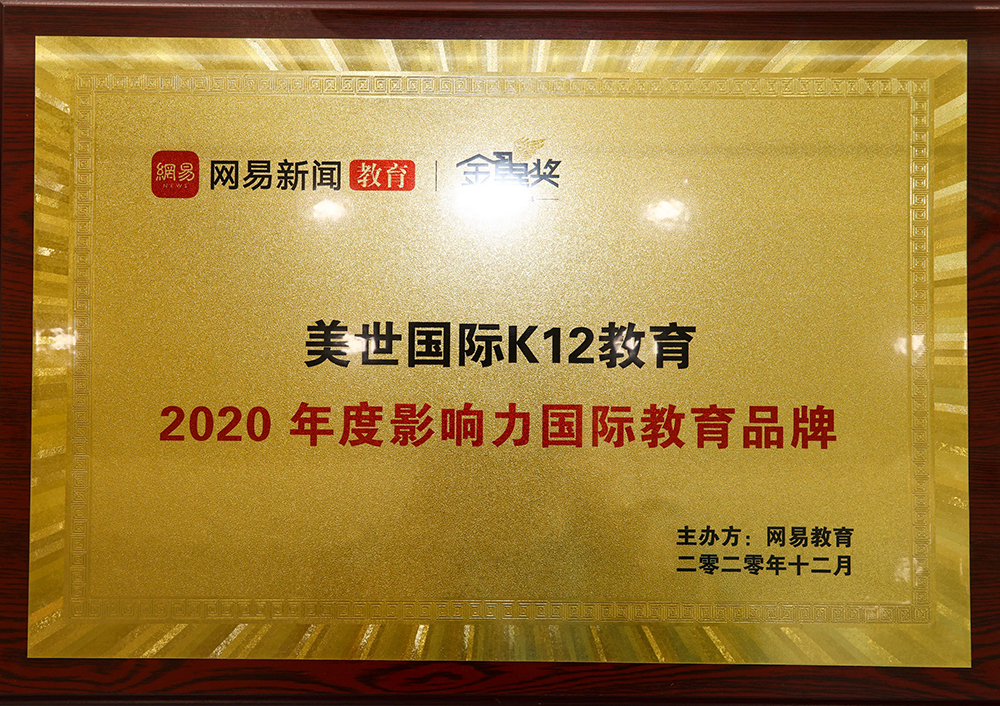 網易 NEWS 网易新闻 教育 金翼奖
美世国际K12教育
2020 年度影响力国际教育品牌
主办方：网易教育
二零二零年十二月